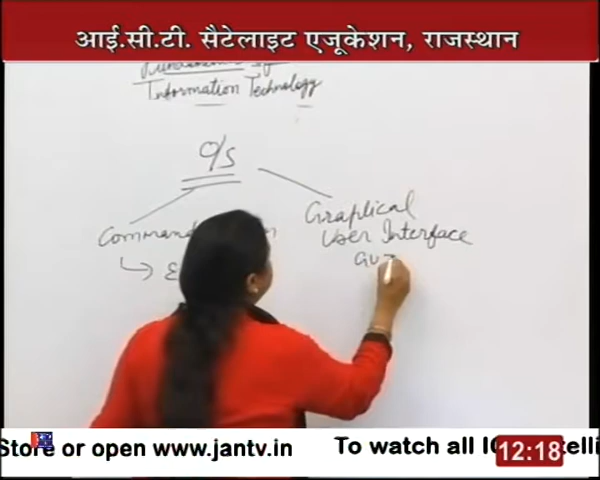 आई.सी.टी. सैटेलाइट एजूकेशन, राजस्थान
Information Technology
O/S
Graphical
User Interface
GUI
Store or open www.jantv.in To watch all
12:18